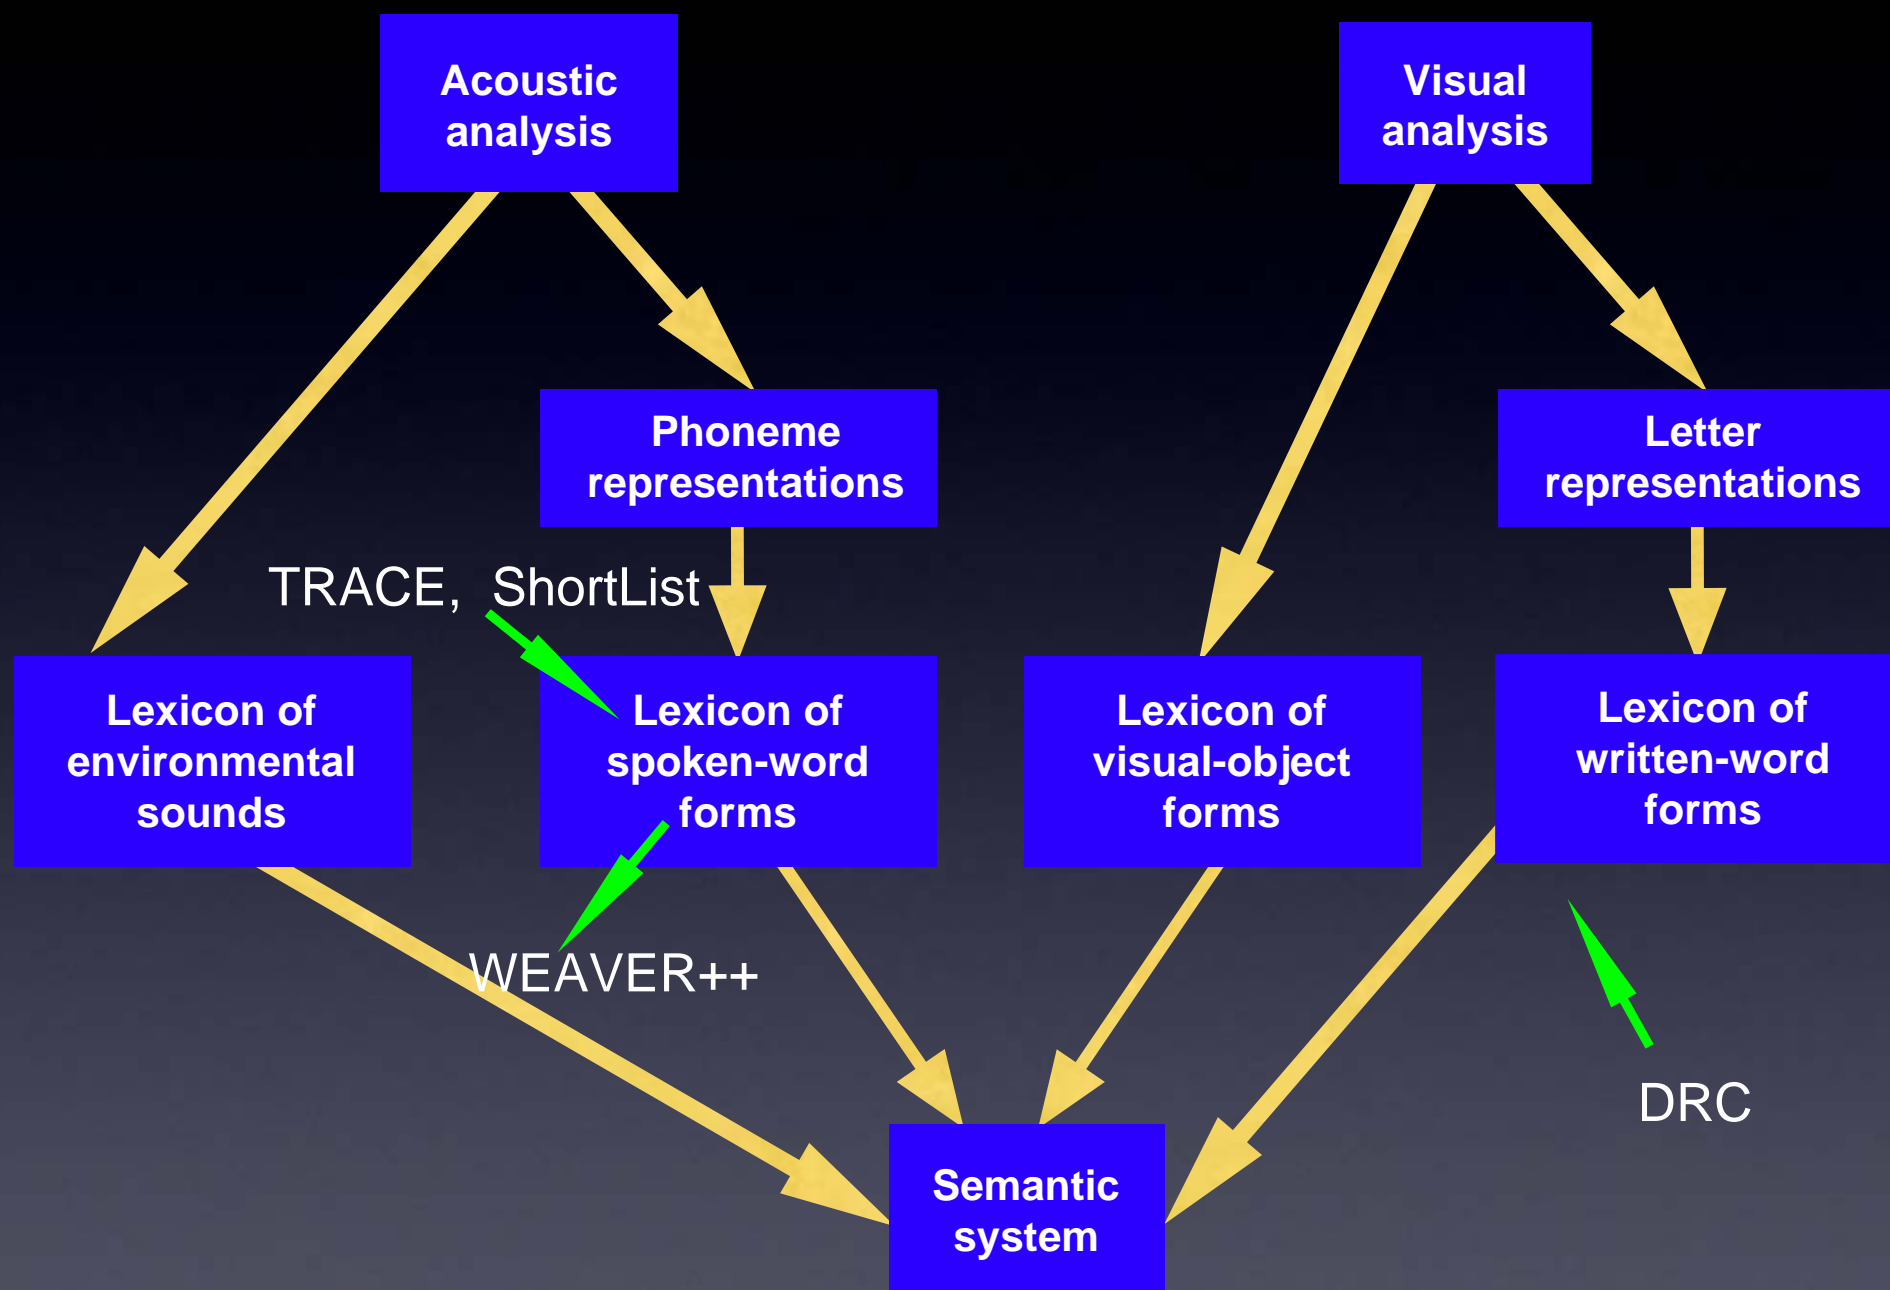 Acoustic
analysis
Visual
analysis
Phoneme
representations
Letter
representations
TRACE, ShortList
Lexicon of
environmental
sounds
Lexicon of
spoken-word
forms
Lexicon of
visual-object
forms
Lexicon of
written-word
forms
WEAVER++
DRC
Semantic
system